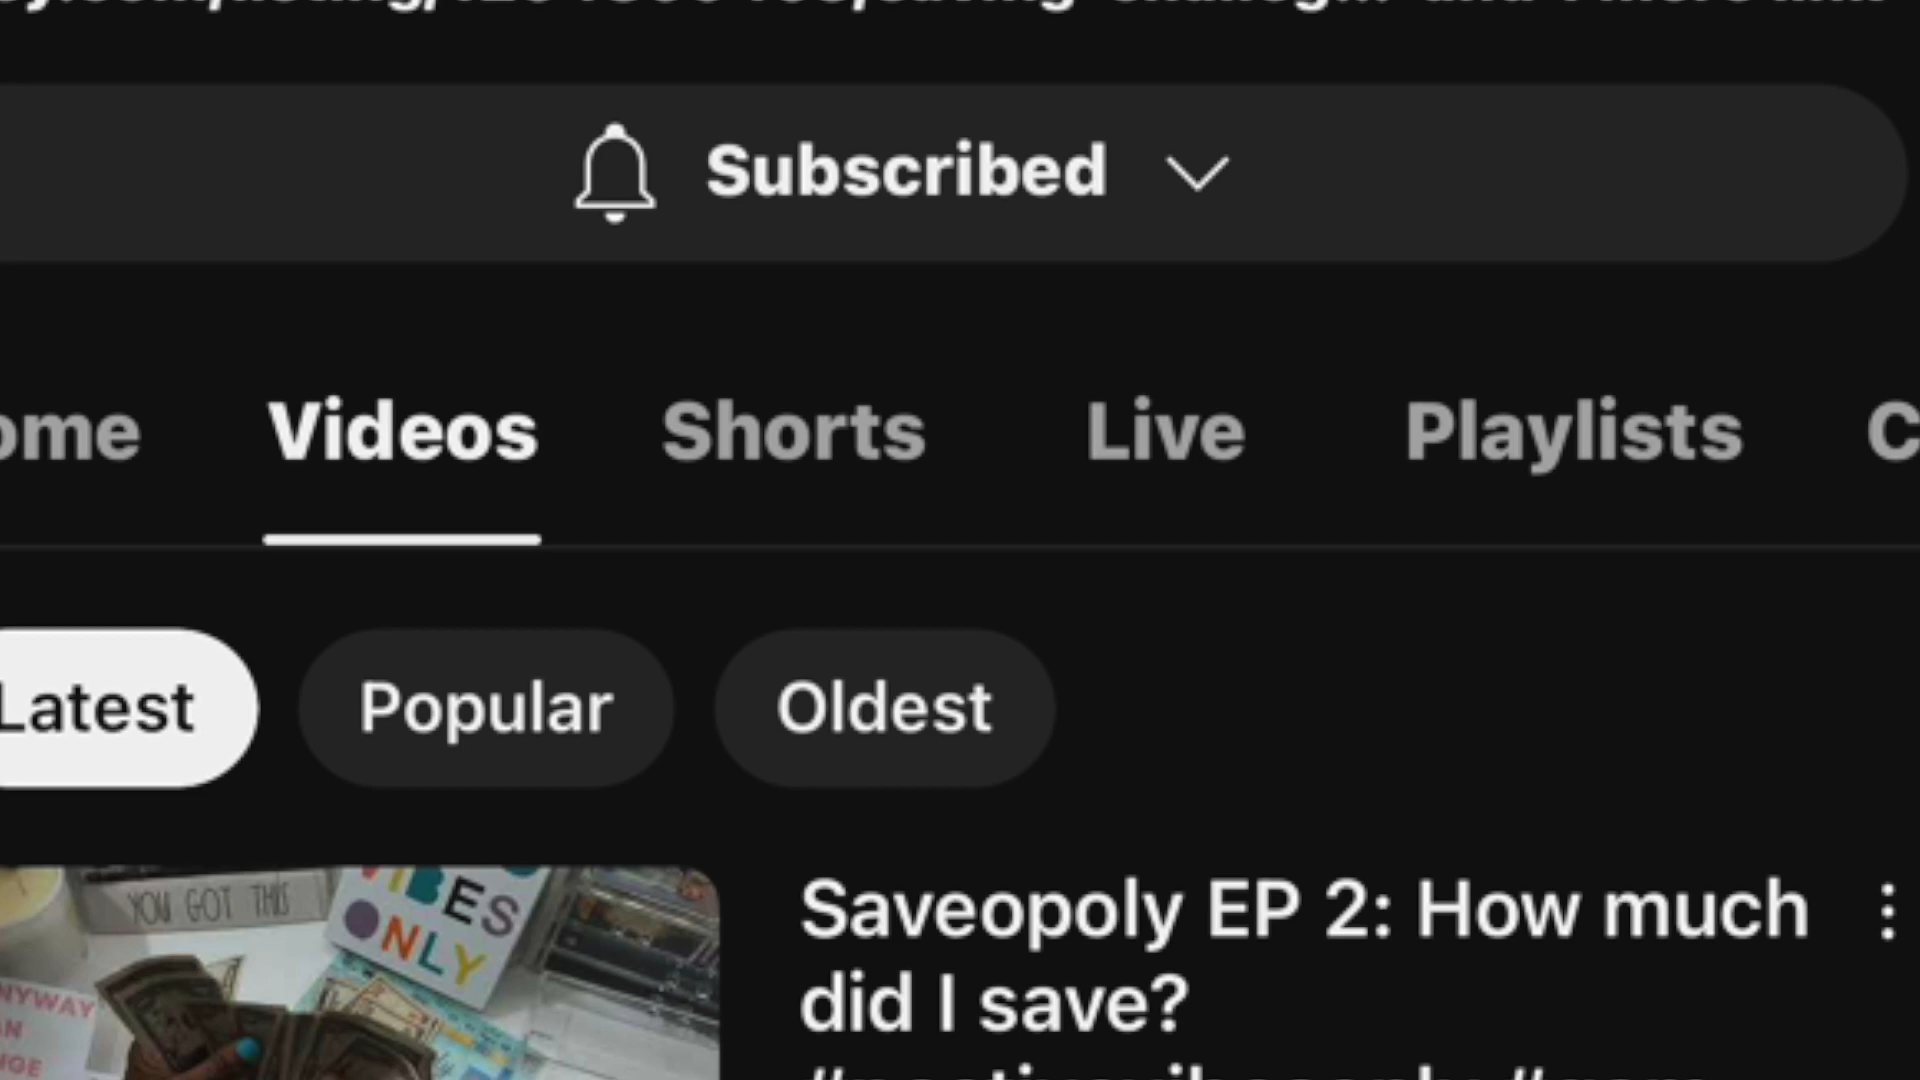 Subscribed
Videos Shorts Live Playlists
Latest Popular Oldest
YOU GOT THIS
VIBES
ONLY
Saveopoly EP 2: How much
did I save?